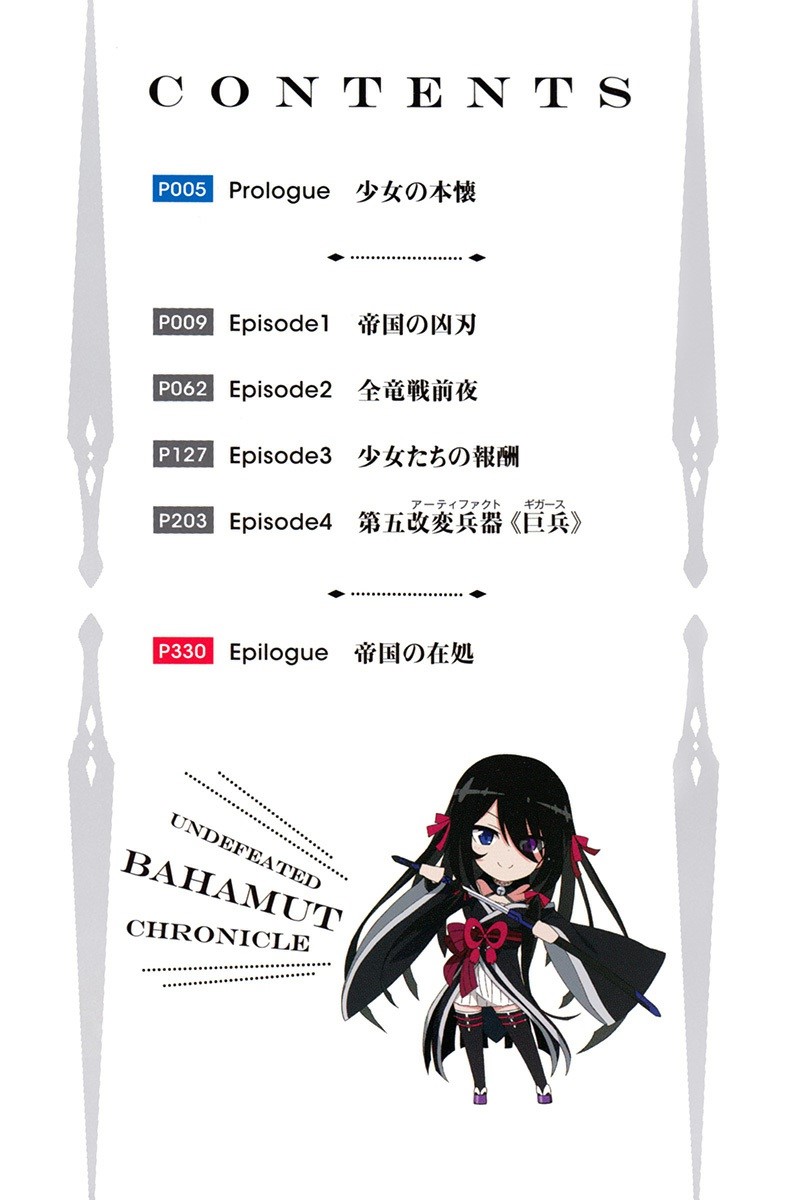 CONTENTS
P005 Prologue 少女の本懐
P009 Episode1 帝国の凶刃
P062 Episode2 全竜戦前夜
P127 Episode3 少女たちの報酬
アーティファクト ギガース
P203 Episode4 第五改変兵器《巨兵》
P330 Epilogue 帝国の在処
UNDEFEATED
BAHAMUT
CHRONICLE